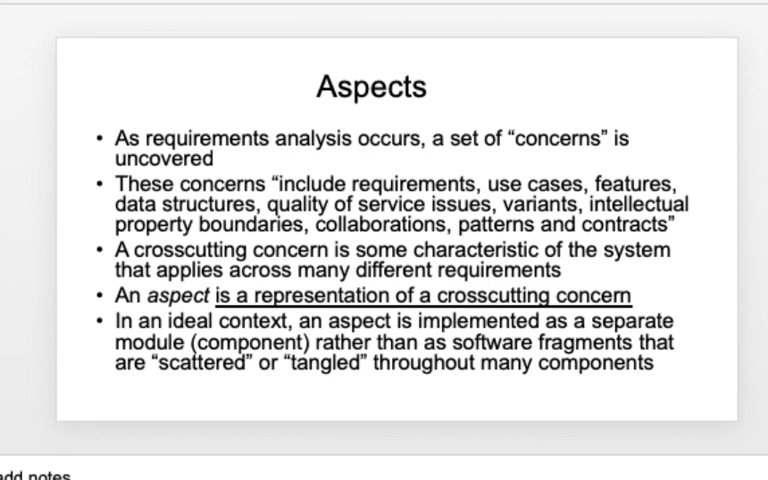 Aspects
• As requirements analysis occurs, a set of “concerns” is
uncovered
• These concerns “include requirements, use cases, features,
data structures, quality of service issues, variants, intellectual
property boundaries, collaborations, patterns and contracts”
• A crosscutting concern is some characteristic of the system
that applies across many different requirements
• An aspect is a representation of a crosscutting concern
• In an ideal context, an aspect is implemented as a separate
module (component) rather than as software fragments that
are “scattered” or “tangled” throughout many components
add notes